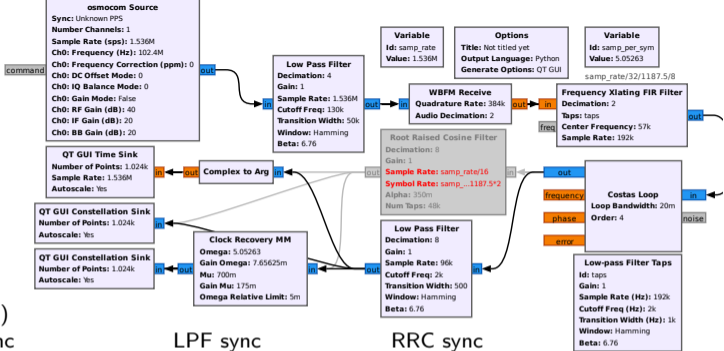 osmocom Source
Sync: Unknown PPS
Number Channels: 1
Sample Rate (sps): 1.536M
Ch0: Frequency (Hz): 102.4M
Ch0: Frequency Correction (ppm): 0
Ch0: DC Offset Mode: 0
Ch0: IQ Balance Mode: 0
Ch0: Gain Mode: False
Ch0: RF Gain (dB): 40
Ch0: IF Gain (dB): 20
Ch0: BB Gain (dB): 20
command
out
Low Pass Filter
Decimation: 4
Gain: 1
Sample Rate: 1.536M
Cutoff Freq: 130k
Transition Width: 50k
Window: Hamming
Beta: 6.76
in
out
Variable
Id: samp_rate
Value: 1.536M
Options
Title: Not titled yet
Output Language: Python
Generate Options: QT GUI
Variable
Id: samp_per_sym
Value: 5.05263
samp_rate/32/1187.5/8
WBFM Receive
Quadrature Rate: 384k
Audio Decimation: 2
in
out
Frequency Xlating FIR Filter
Decimation: 2
Taps: taps
Center Frequency: 57k
Sample Rate: 192k
in
freq
out
Root Raised Cosine Filter
Decimation: 8
Gain: 1
Sample Rate: samp_rate/16
Symbol Rate: samp_...1187.5*2
Alpha: 350m
Num Taps: 48k
out
in
QT GUI Time Sink
Number of Points: 1.024k
Sample Rate: 1.536M
Autoscale: Yes
in
out
Complex to Arg
in
Costas Loop
Loop Bandwidth: 20m
Order: 4
out
frequency
phase
error
in
noise
QT GUI Constellation Sink
Number of Points: 1.024k
Autoscale: Yes
in
QT GUI Constellation Sink
Number of Points: 1.024k
Autoscale: Yes
in
Clock Recovery MM
Omega: 5.05263
Gain Omega: 7.65625m
Mu: 700m
Gain Mu: 175m
Omega Relative Limit: 5m
out
in
Low Pass Filter
Decimation: 8
Gain: 1
Sample Rate: 96k
Cutoff Freq: 2k
Transition Width: 500
Window: Hamming
Beta: 6.76
out
in
Low-pass Filter Taps
Id: taps
Gain: 1
Sample Rate (Hz): 192k
Cutoff Freq (Hz): 2k
Transition Width (Hz): 1k
Window: Hamming
Beta: 6.76
)
nc
LPF sync
RRC sync